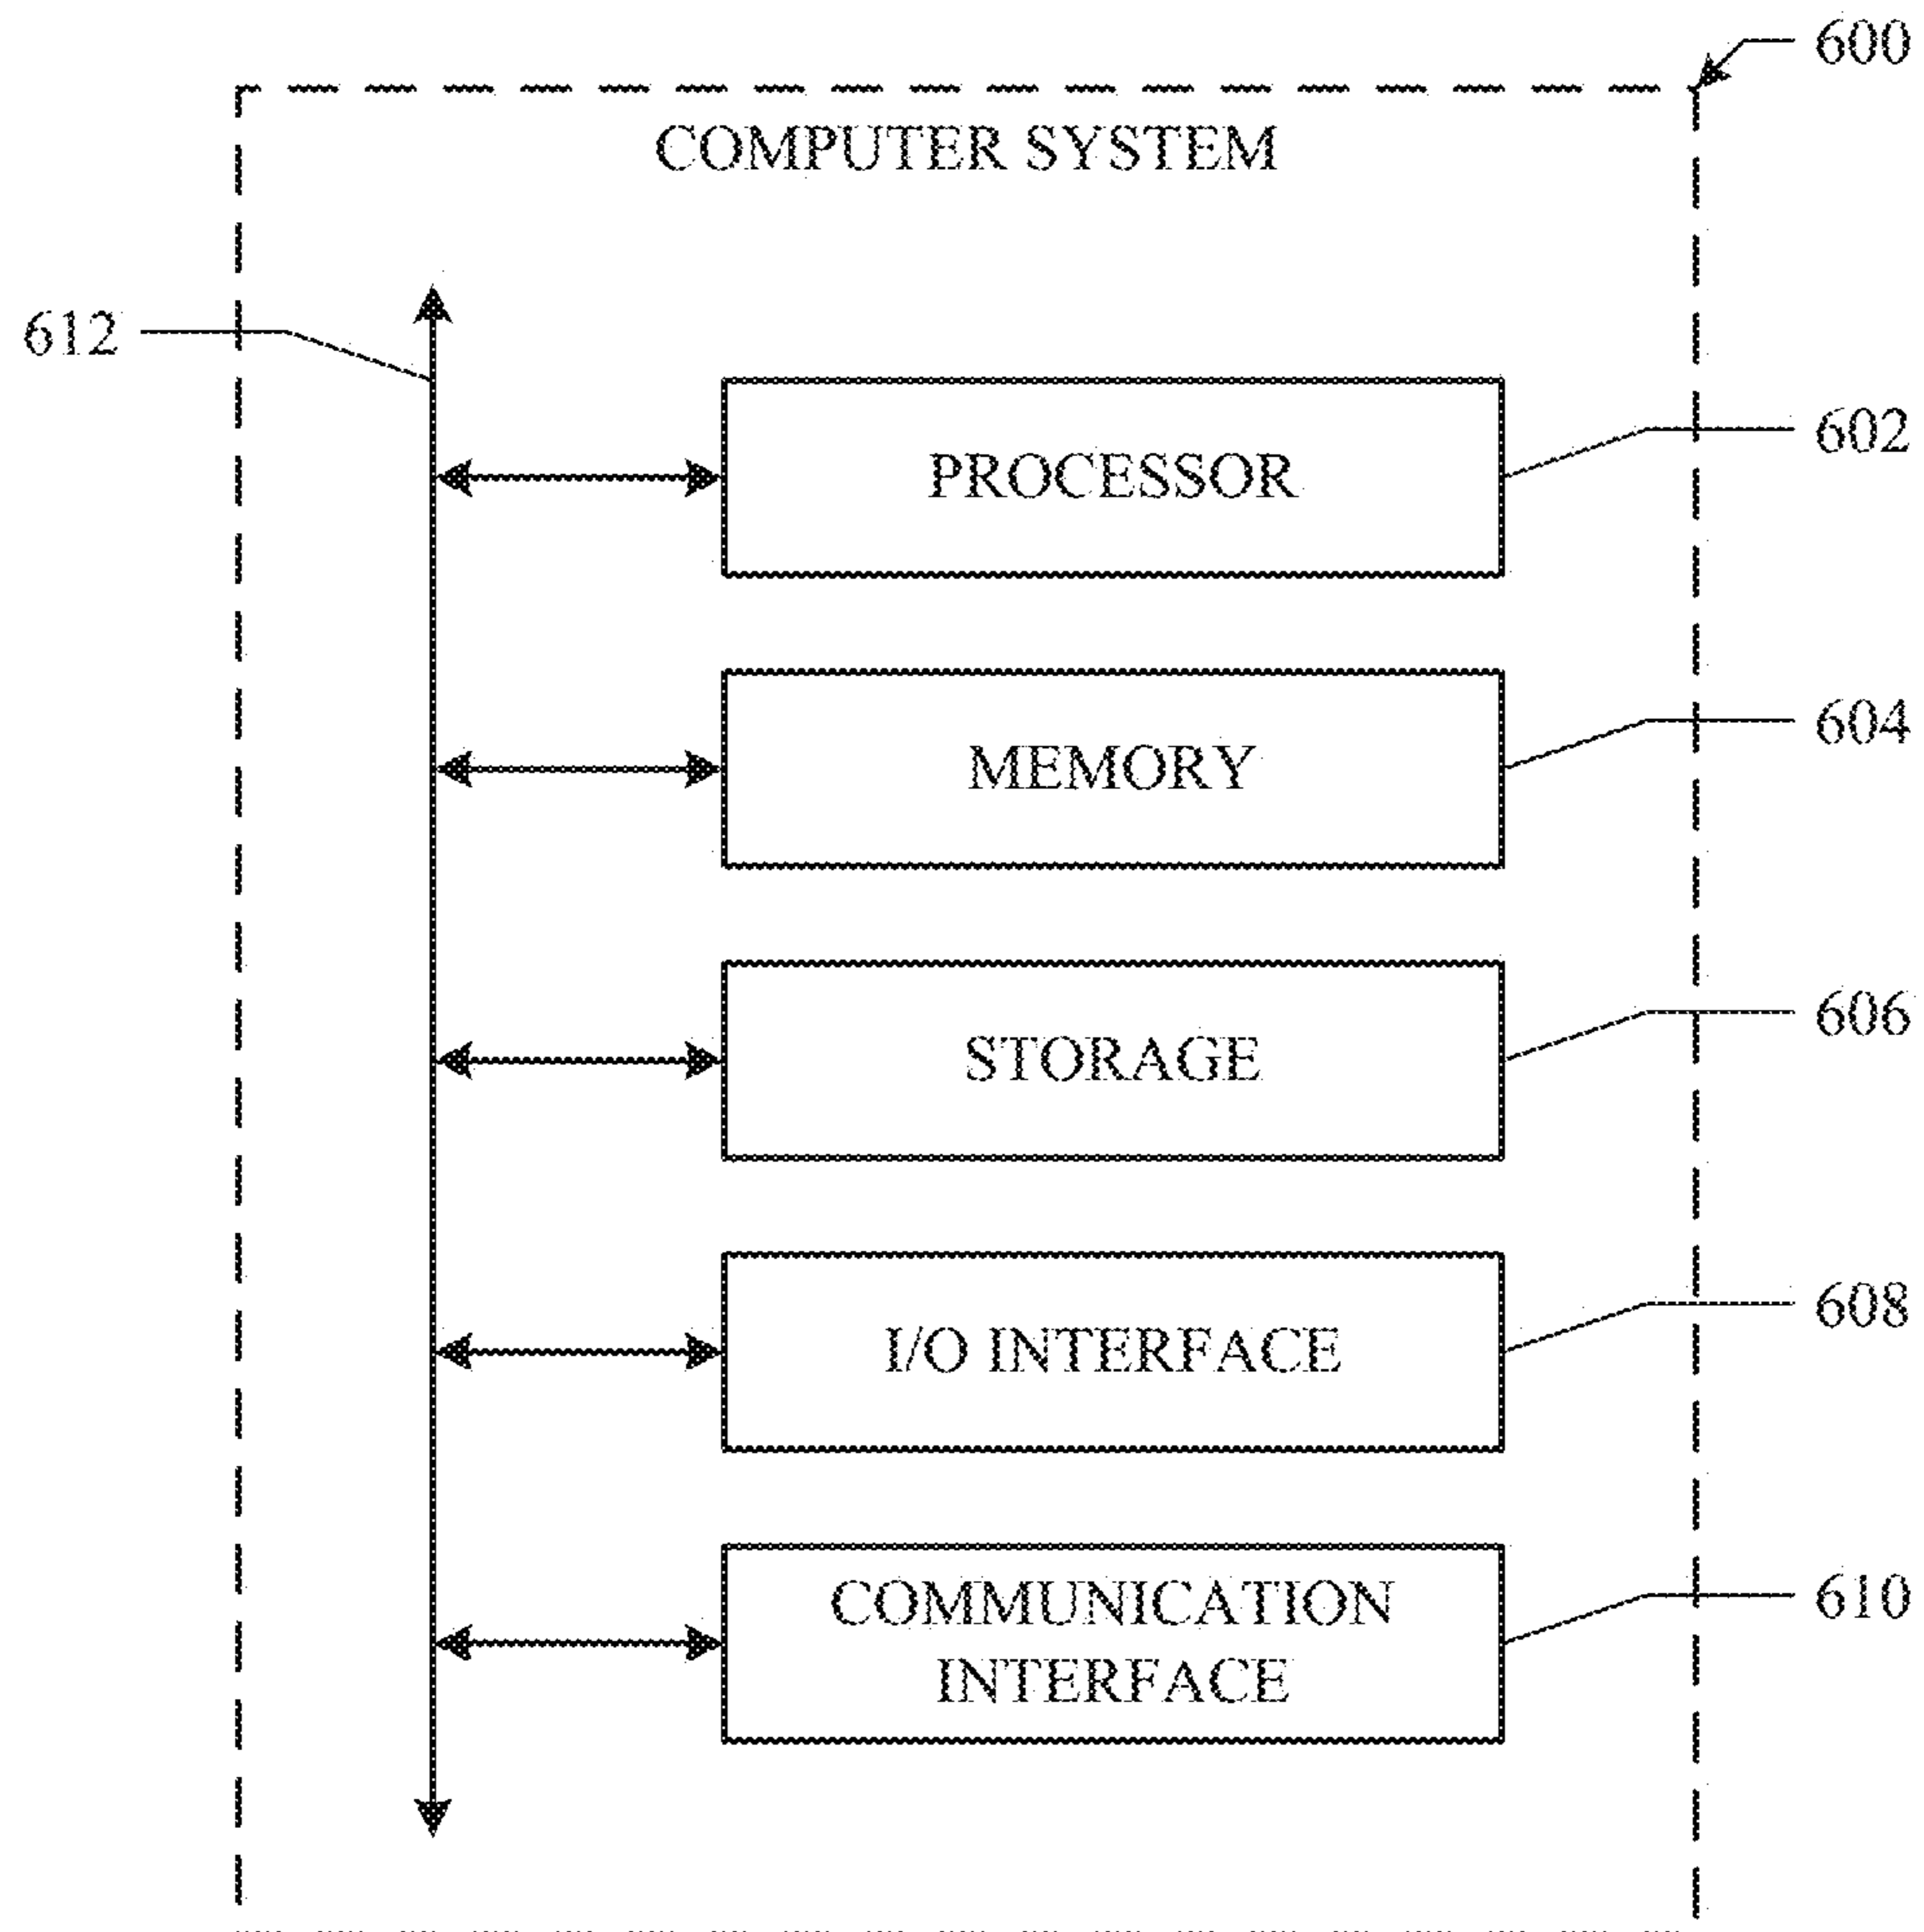 600
COMPUTER SYSTEM
612
602
PROCESSOR
604
MEMORY
606
STORAGE
608
I/O INTERFACE
610
COMMUNICATION
INTERFACE